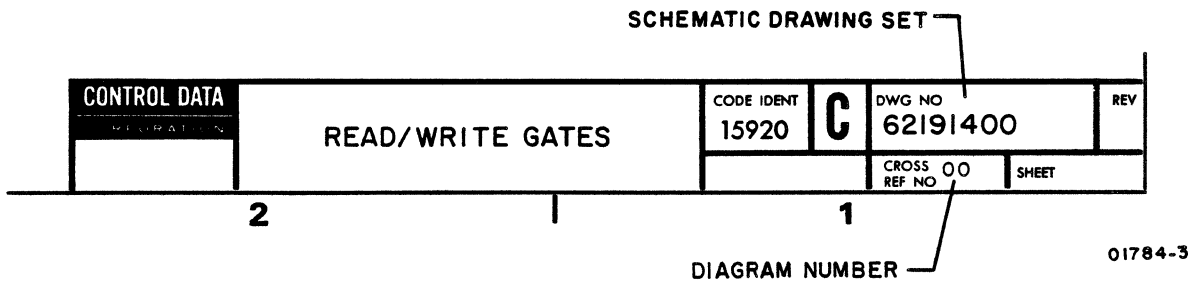 SCHEMATIC DRAWING SET
CONTROL DATA
READ/WRITE GATES
CODE IDENT
15920
C
DWG NO
62191400
REV
CROSS REF NO
00
SHEET
2
1
DIAGRAM NUMBER
01784-3